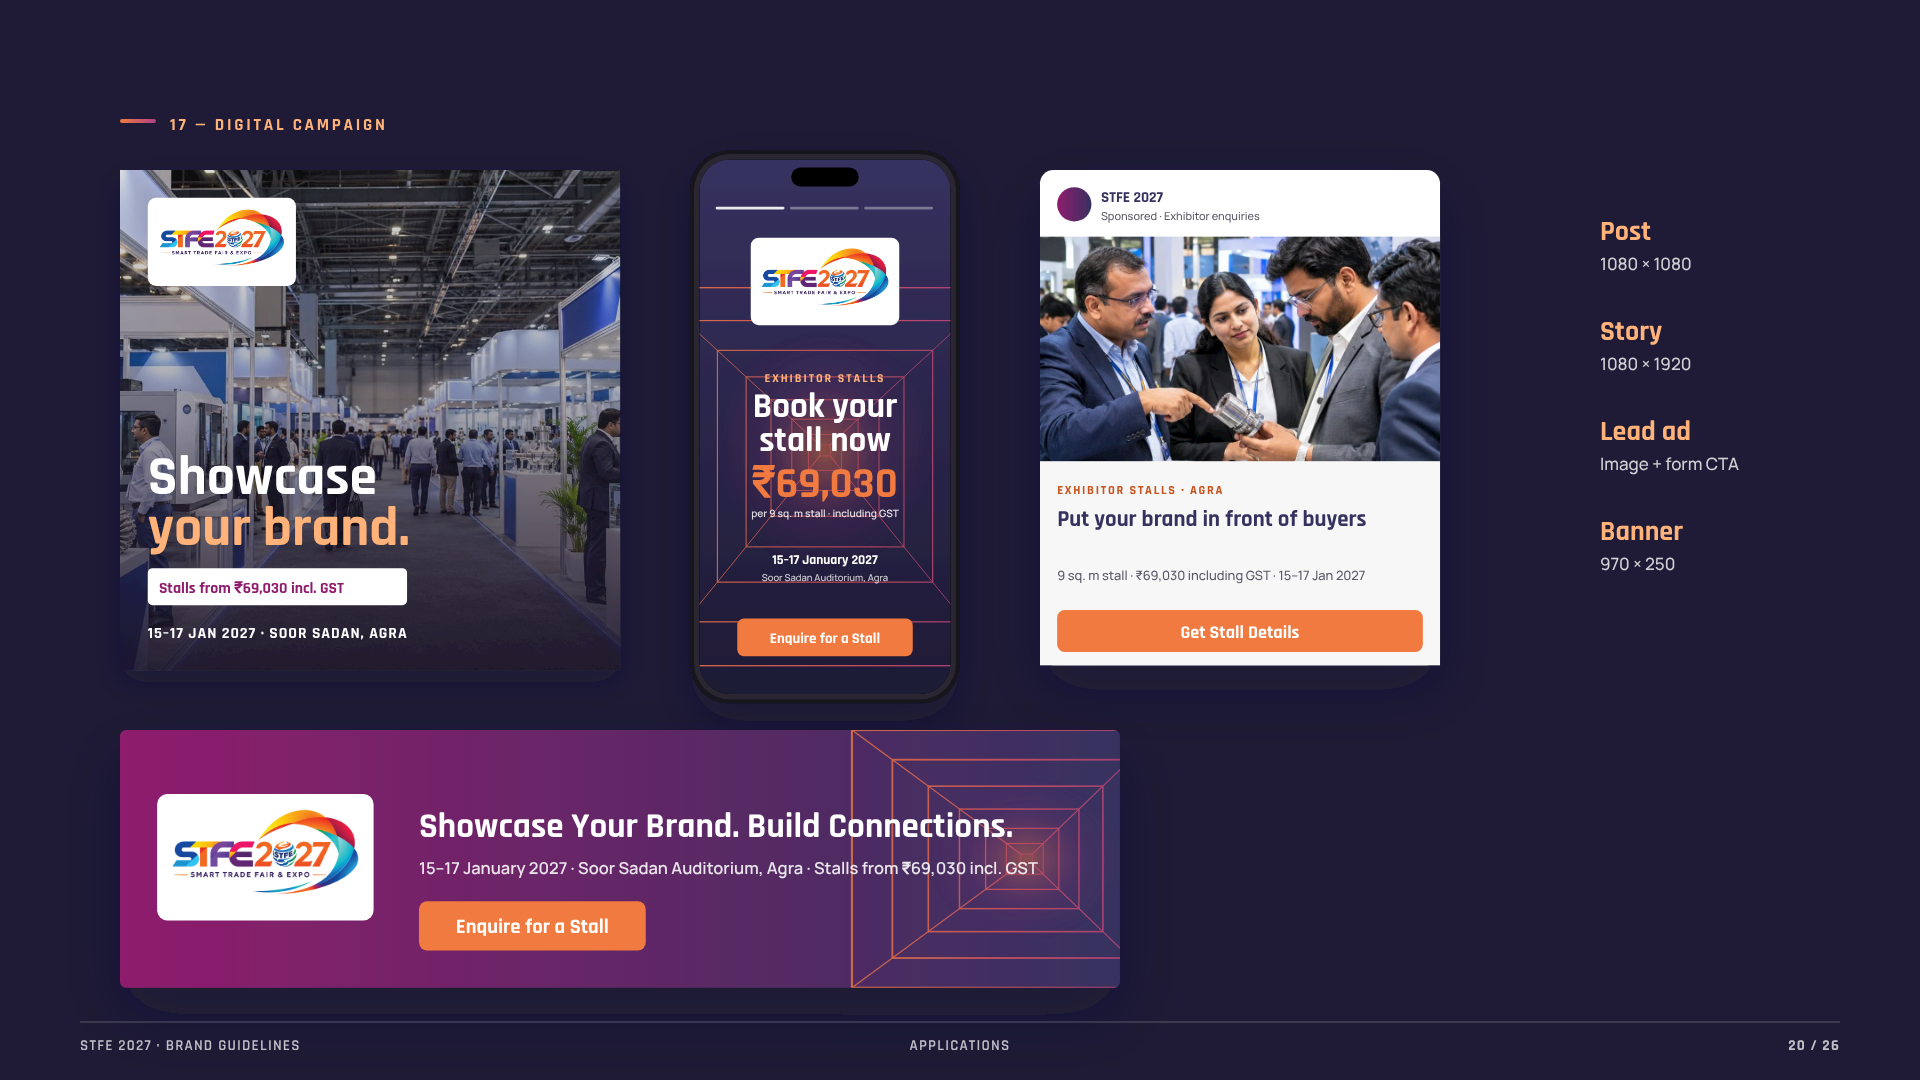 17 — DIGITAL CAMPAIGN
STFE2027
STFE
SMART TRADE FAIR & EXPO
Showcase
your brand.
Stalls from ₹69,030 incl. GST
15–17 JAN 2027 · SOOR SADAN, AGRA
STFE2027
STFE
SMART TRADE FAIR & EXPO
EXHIBITOR STALLS
Book your
stall now
₹69,030
per 9 sq. m stall · including GST
15–17 January 2027
Soor Sadan Auditorium, Agra
Enquire for a Stall
STFE 2027
Sponsored · Exhibitor enquiries
EXHIBITOR STALLS · AGRA
Put your brand in front of buyers
9 sq. m stall · ₹69,030 including GST · 15–17 Jan 2027
Get Stall Details
Post
1080 × 1080
Story
1080 × 1920
Lead ad
Image + form CTA
Banner
970 × 250
STFE2027
STFE
SMART TRADE FAIR & EXPO
Showcase Your Brand. Build Connections.
15–17 January 2027 · Soor Sadan Auditorium, Agra · Stalls from ₹69,030 incl. GST
Enquire for a Stall
STFE 2027 · BRAND GUIDELINES
APPLICATIONS
20 / 26